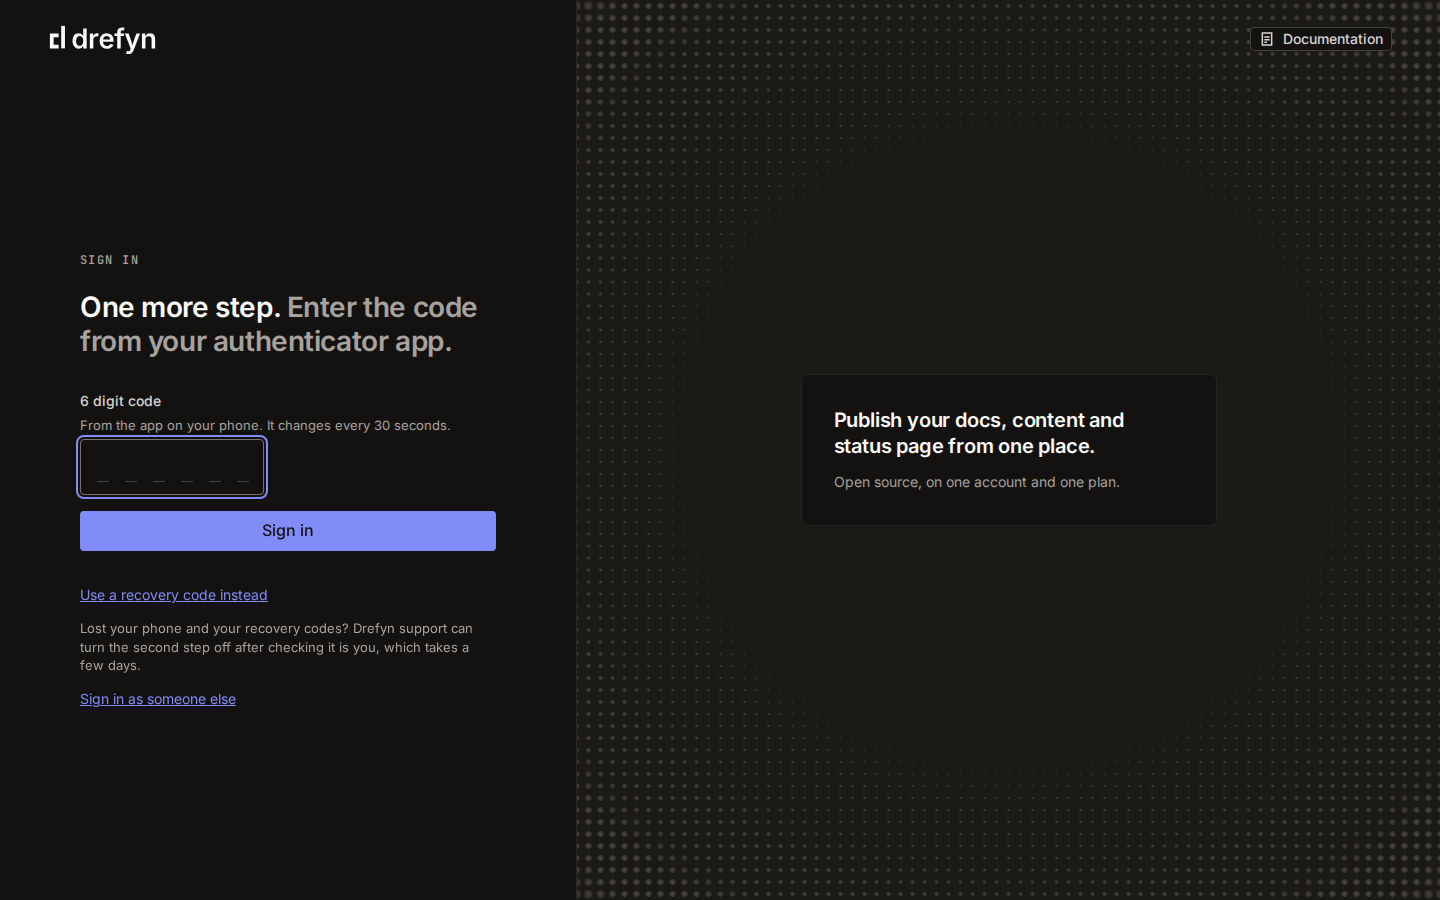 drefyn
Documentation
SIGN IN
One more step. Enter the code
from your authenticator app.
6 digit code
From the app on your phone. It changes every 30 seconds.
Sign in
Use a recovery code instead
Lost your phone and your recovery codes? Drefyn support can
turn the second step off after checking it is you, which takes a
few days.
Sign in as someone else
Publish your docs, content and
status page from one place.
Open source, on one account and one plan.